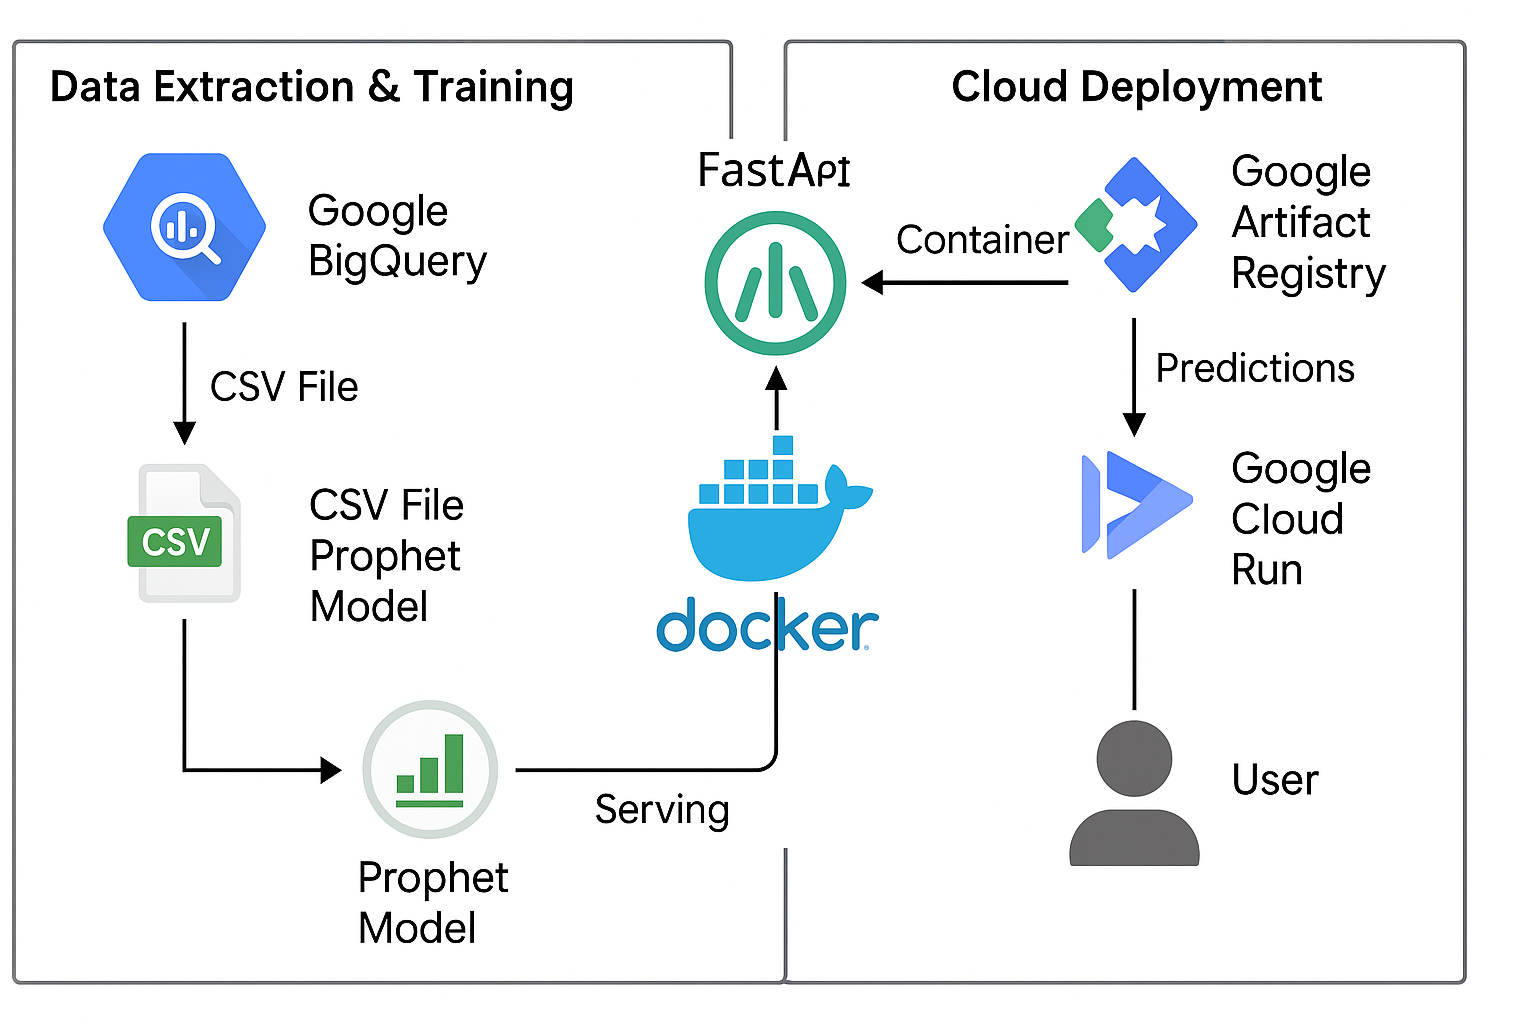 Data Extraction & Training
Google
BigQuery
CSV File
CSV
CSV File
Prophet
Model
Prophet
Model
Serving
FastApI
docker
Cloud Deployment
Container
Google
Artifact
Registry
Predictions
Google
Cloud
Run
User